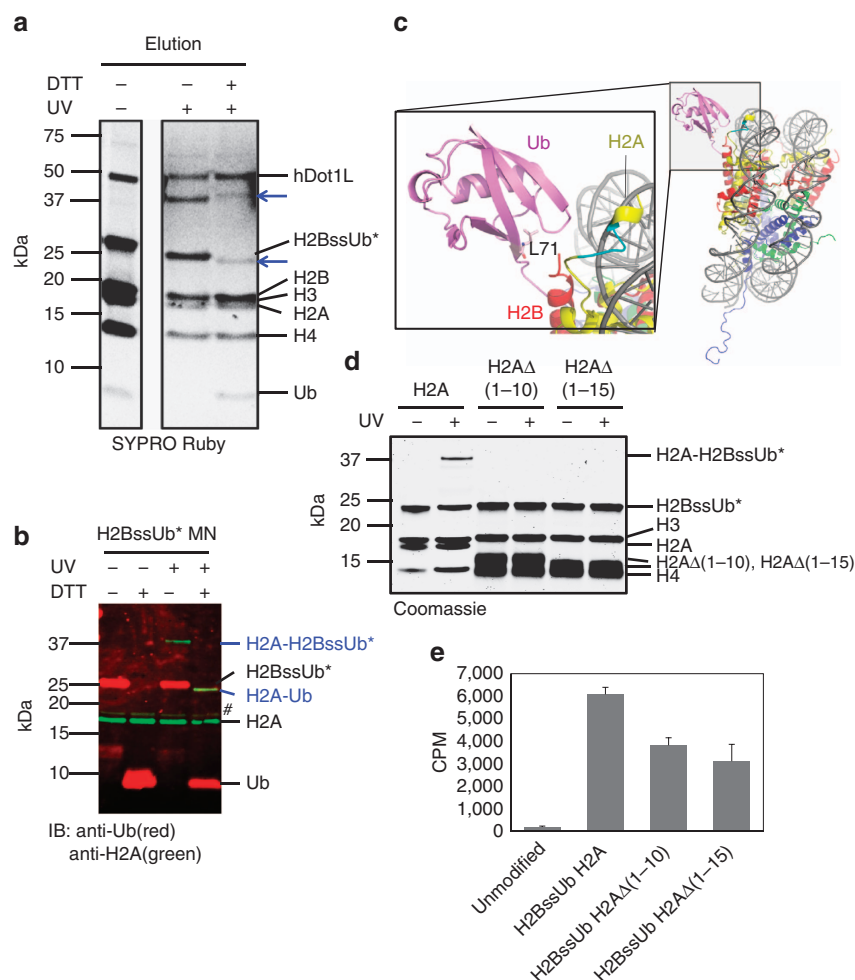 a
Elution
DTT – – +
UV – + +
kDa
75
50
37
25
20
15
10
hDot1L
H2BssUb*
H2B
H3
H2A
H4
Ub
SYPRO Ruby
b
H2BssUb* MN
UV – – + +
DTT – + – +
kDa
37
25
20
15
10
H2A-H2BssUb*
H2BssUb*
H2A-Ub
#
H2A
Ub
IB: anti-Ub(red)
anti-H2A(green)
c
Ub
H2A
L71
H2B
d
H2A
H2AΔ
(1–10)
H2AΔ
(1–15)
UV – + – + – +
kDa
37
25
20
15
H2A-H2BssUb*
H2BssUb*
H3
H2A
H2AΔ(1–10), H2AΔ(1–15)
H4
Coomassie
e
CPM
7,000
6,000
5,000
4,000
3,000
2,000
1,000
0
Unmodified
H2BssUb H2A
H2BssUb H2AΔ(1–10)
H2BssUb H2AΔ(1–15)